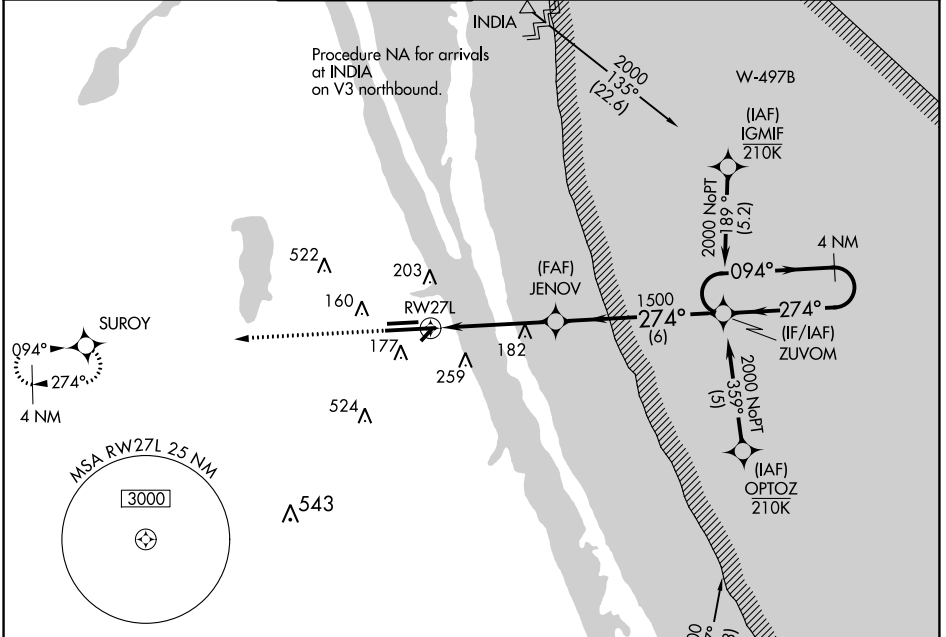 INDIA
Procedure NA for arrivals
at INDIA
on V3 northbound.
2000
135°
(22.6)
W-497B
(IAF)
IGMIF
210K
2000 NoPT
189°
(5.2)
4 NM
094°
522
203
(FAF)
JENOV
160
RW27L
1500
274°
(6)
274°
(IF/IAF)
ZUVOM
SUROY
094°
274°
4 NM
177
259
182
2000 NoPT
359°
(5)
524
(IAF)
OPTOZ
210K
MSA RW27L 25 NM
3000
543